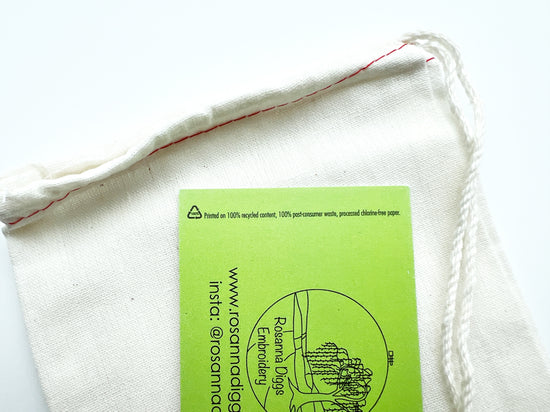 Printed on 100% recycled content, 100% post-consumer waste, processed chlorine-free paper.
Rosanna Diggs
Embroidery
www.rosannadigg
insta: @rosannad